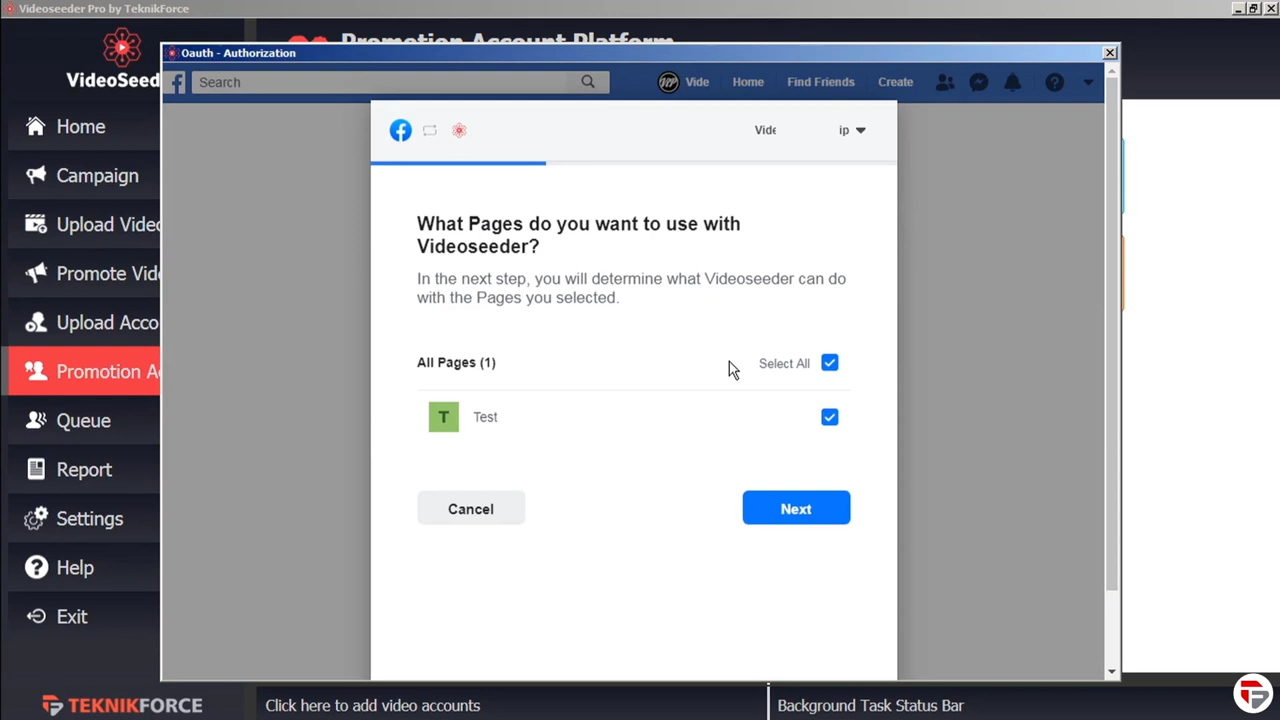 Videoseeder Pro by TeknikForce
Promotion Account Platform
VideoSeed
Oauth - Authorization
Search
Vide
Home
Find Friends
Create
Home
Campaign
Upload Video
Promote Vid
Upload Acco
Promotion A
Queue
Report
Settings
Help
Exit
Vide
ip
What Pages do you want to use with
Videoseeder?
In the next step, you will determine what Videoseeder can do
with the Pages you selected.
All Pages (1)
Select All
T
Test
Cancel
Next
TEKNIKFORCE
Click here to add video accounts
Background Task Status Bar